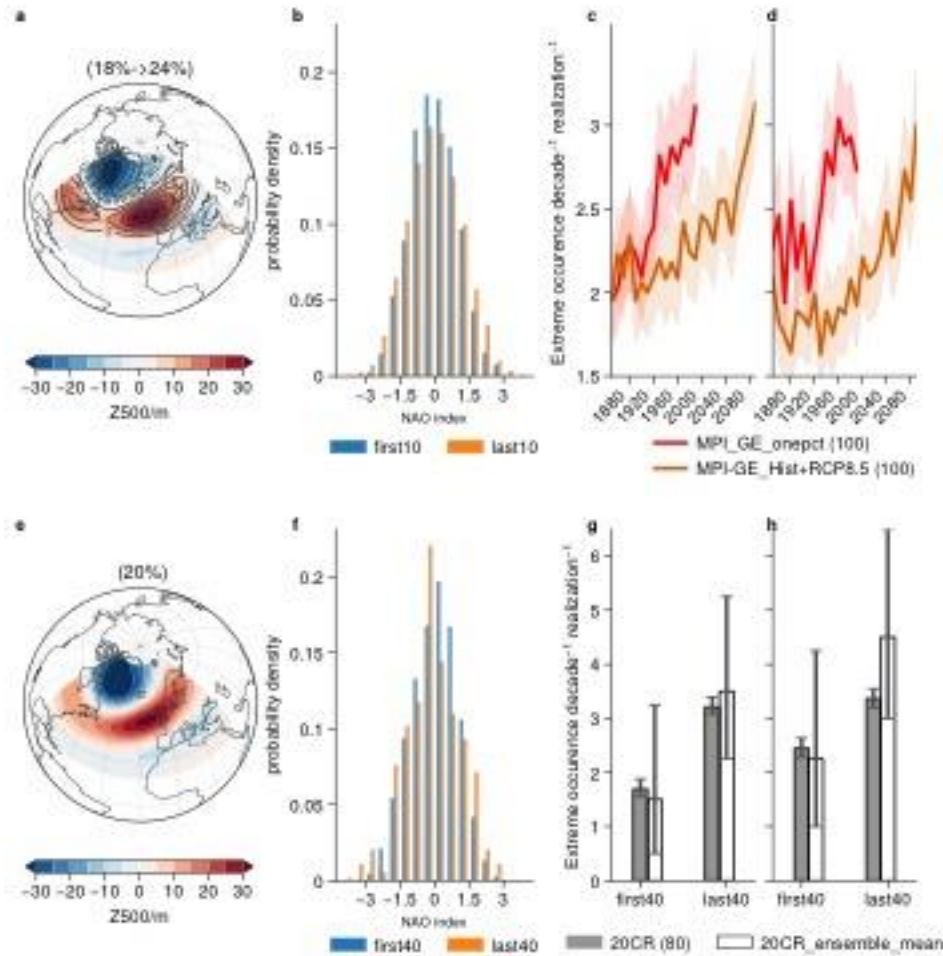 a
(18%->24%)
−30 −20 −10 0 10 20 30
Z500/m
b
probability density
0.2
0.15
0.1
0.05
0
−3 −1.5 0 1.5 3
NAO index
first10 last10
c
Extreme occurence decade⁻¹ realization⁻¹
3
2.5
2
1.5
1880 1920 1960 2000 2040 2080
d
1880 1920 1960 2000 2040 2080
MPI_GE_onepct (100)
MPI-GE_Hist+RCP8.5 (100)
e
(20%)
−30 −20 −10 0 10 20 30
Z500/m
f
probability density
0.2
0.15
0.1
0.05
0
−3 −1.5 0 1.5 3
NAO index
first40 last40
g
Extreme occurence decade⁻¹ realization⁻¹
6
5
4
3
2
1
0
first40 last40
h
first40 last40
20CR (80) 20CR_ensemble_mean